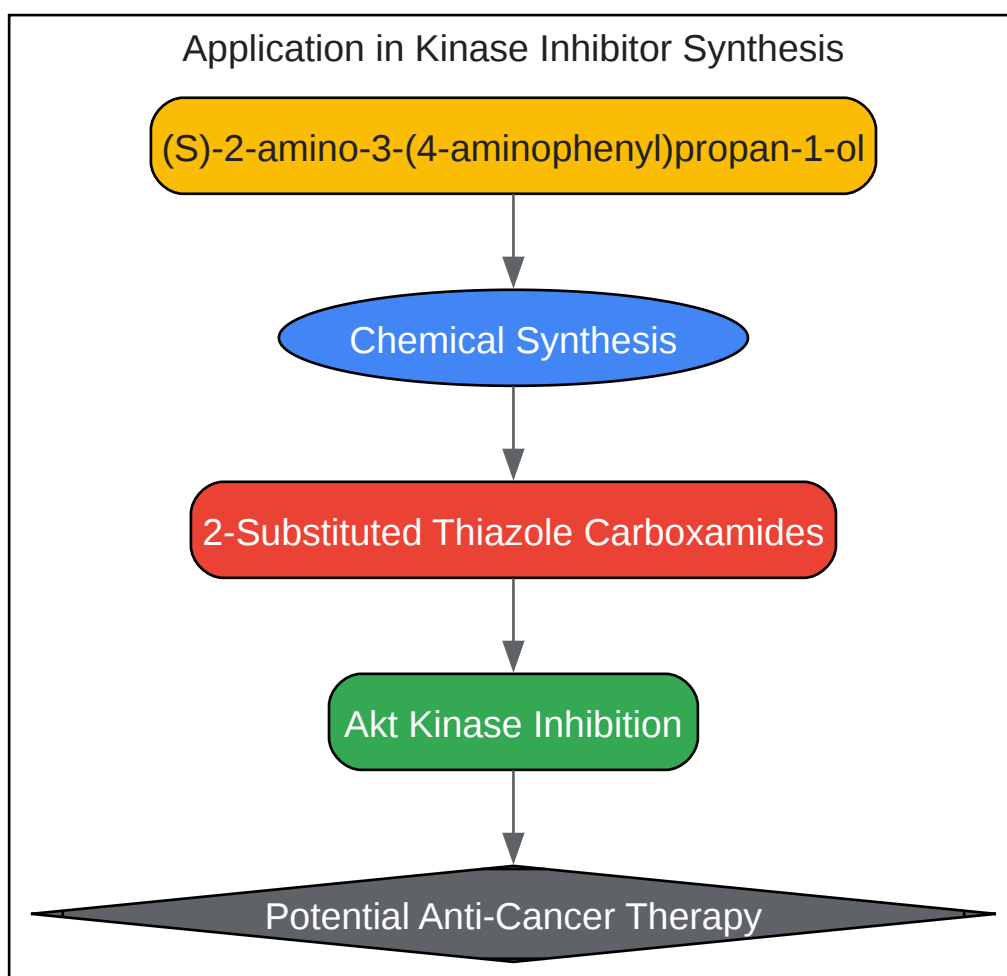 Application in Kinase Inhibitor Synthesis
(S)-2-amino-3-(4-aminophenyl)propan-1-ol
Chemical Synthesis
2-Substituted Thiazole Carboxamides
Akt Kinase Inhibition
Potential Anti-Cancer Therapy